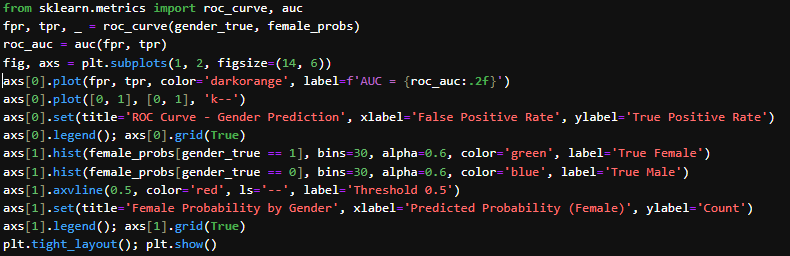 from sklearn.metrics import roc_curve, auc
fpr, tpr, _ = roc_curve(gender_true, female_probs)
roc_auc = auc(fpr, tpr)
fig, axs = plt.subplots(1, 2, figsize=(14, 6))
axs[0].plot(fpr, tpr, color='darkorange', label=f'AUC = {roc_auc:.2f}')
axs[0].plot([0, 1], [0, 1], 'k--')
axs[0].set(title='ROC Curve - Gender Prediction', xlabel='False Positive Rate', ylabel='True Positive Rate')
axs[0].legend(); axs[0].grid(True)
axs[1].hist(female_probs[gender_true == 1], bins=30, alpha=0.6, color='green', label='True Female')
axs[1].hist(female_probs[gender_true == 0], bins=30, alpha=0.6, color='blue', label='True Male')
axs[1].axvline(0.5, color='red', ls='--', label='Threshold 0.5')
axs[1].set(title='Female Probability by Gender', xlabel='Predicted Probability (Female)', ylabel='Count')
axs[1].legend(); axs[1].grid(True)
plt.tight_layout(); plt.show()